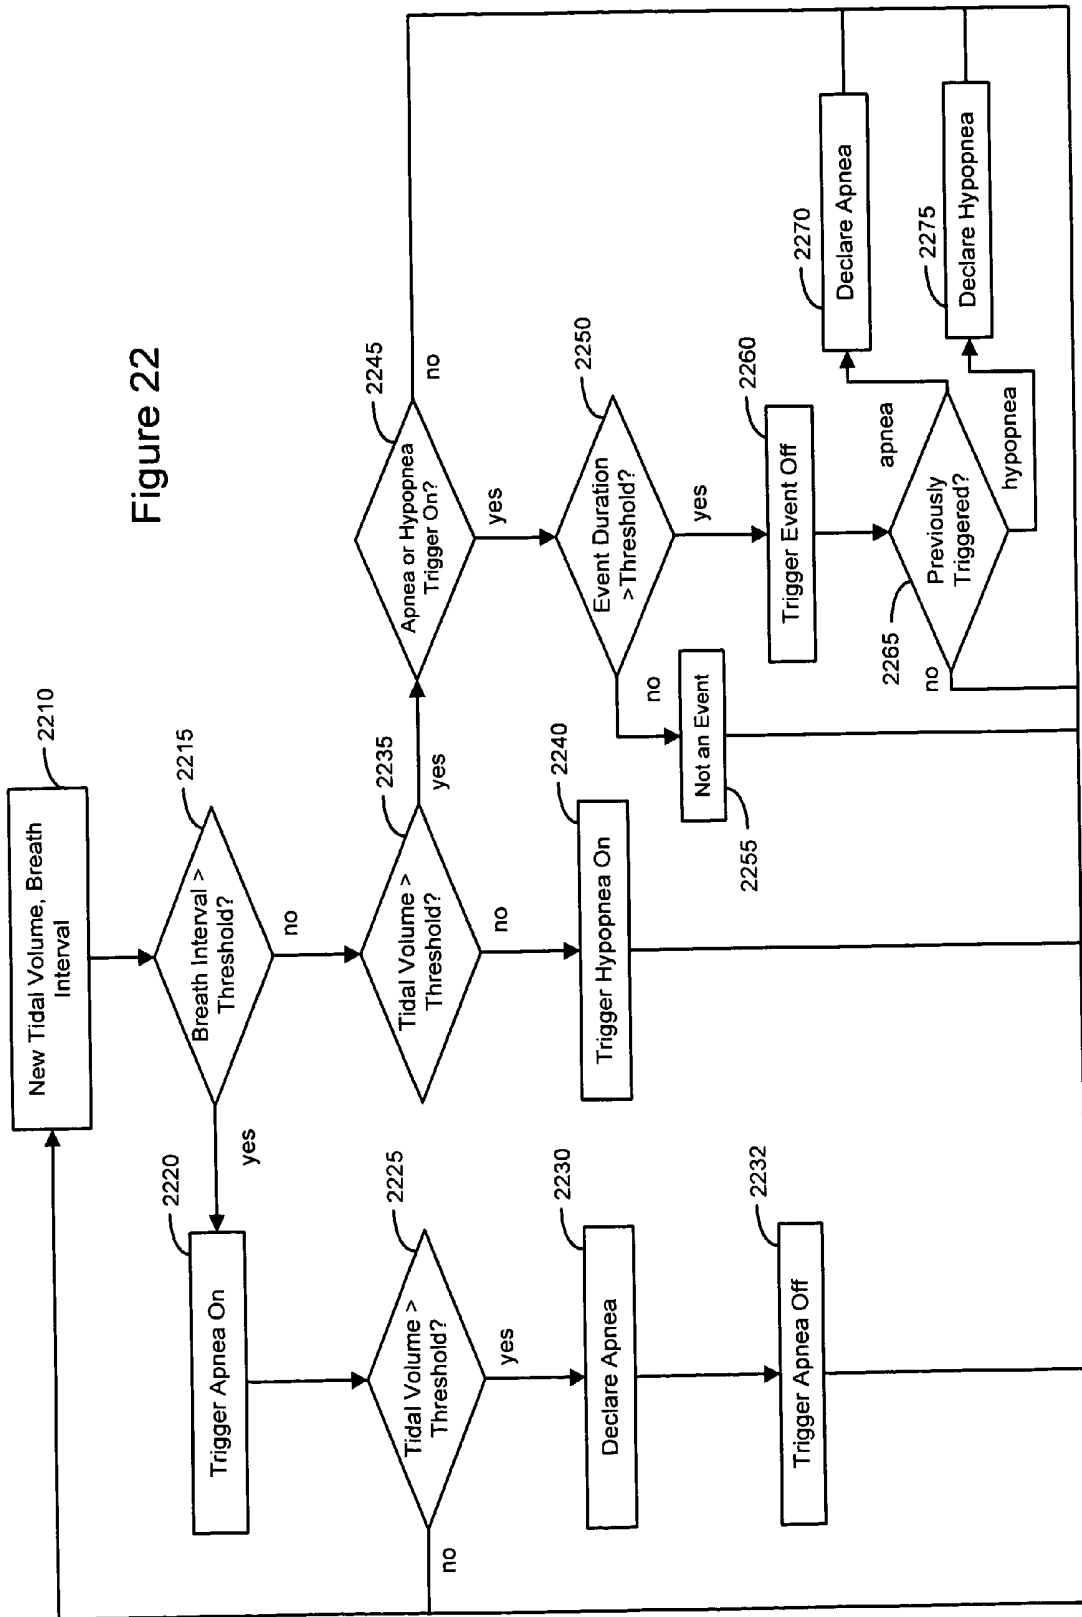 Figure 22
New Tidal Volume, Breath
Interval
2210
Breath Interval >
Threshold?
2215
yes
no
Trigger Apnea On
2220
Tidal Volume >
Threshold?
2225
no
yes
Declare Apnea
2230
Trigger Apnea Off
2232
Tidal Volume >
Threshold?
2235
yes
no
Trigger Hypopnea On
2240
Apnea or Hypopnea
Trigger On?
2245
no
yes
Event Duration
>Threshold?
2250
no
yes
Not an Event
2255
Trigger Event Off
2260
Previously
Triggered?
2265
no
apnea
hypopnea
Declare Apnea
2270
Declare Hypopnea
2275